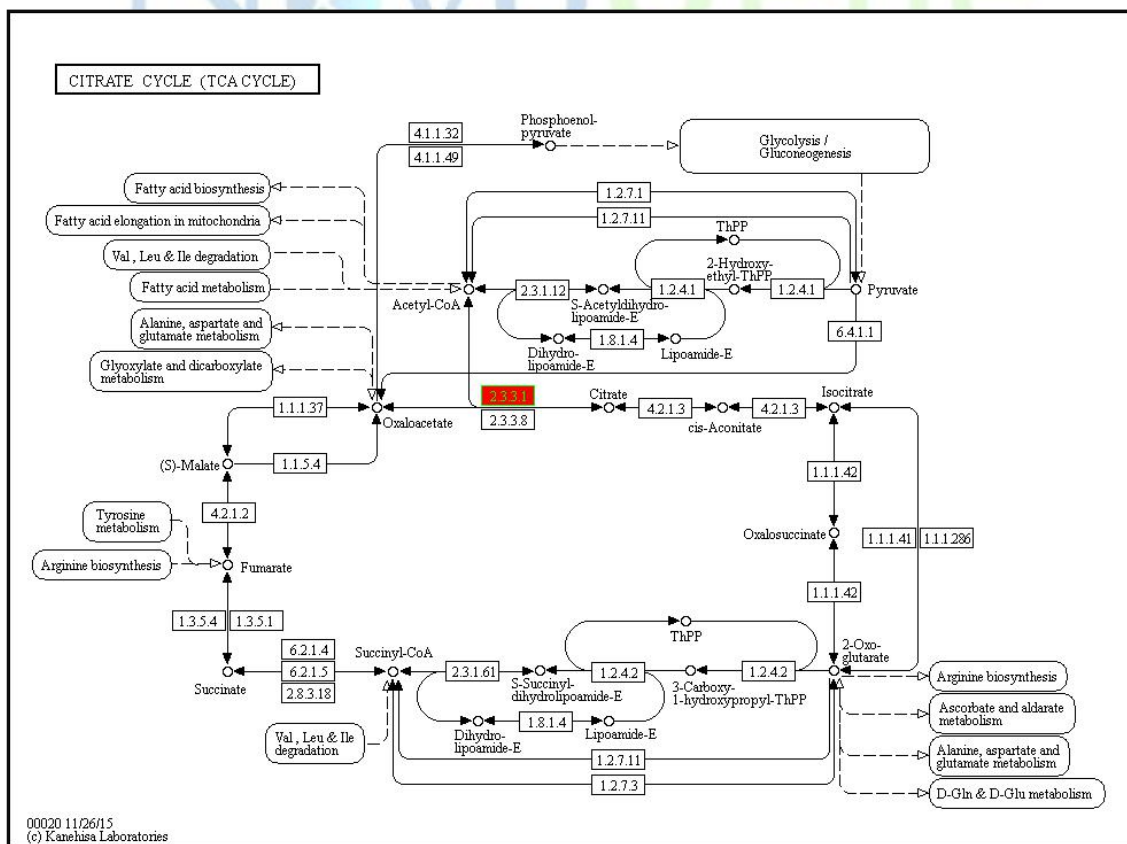 CITRATE CYCLE (TCA CYCLE)
Phosphoenol-
pyruvate
4.1.1.32
4.1.1.49
Glycolysis /
Gluconeogenesis
Fatty acid biosynthesis
Fatty acid elongation in mitochondria
Val, Leu & Ile degradation
Fatty acid metabolism
1.2.7.1
1.2.7.11
ThPP
2-Hydroxy-
ethyl-ThPP
Acetyl-CoA
2.3.1.12
1.2.4.1
1.2.4.1
Pyruvate
S-Acetyldihydro-
lipoamide-E
6.4.1.1
1.8.1.4
Dihydro-
lipoamide-E
Lipoamide-E
Alanine, aspartate and
glutamate metabolism
Glyoxylate and dicarboxylate
metabolism
1.1.1.37
Oxaloacetate
2.3.3.1
2.3.3.8
Citrate
4.2.1.3
cis-Aconitate
4.2.1.3
Isocitrate
(S)-Malate
1.1.5.4
1.1.1.42
4.2.1.2
Tyrosine
metabolism
Oxalosuccinate
1.1.1.41
1.1.1.286
Arginine biosynthesis
Fumarate
1.1.1.42
1.3.5.4
1.3.5.1
ThPP
6.2.1.4
6.2.1.5
2.8.3.18
Succinate
Succinyl-CoA
2.3.1.61
1.2.4.2
1.2.4.2
2-Oxo-
glutarate
S-Succinyl-
dihydrolipoamide-E
3-Carboxy-
1-hydroxypropyl-ThPP
Arginine biosynthesis
1.8.1.4
Dihydro-
lipoamide-E
Lipoamide-E
Ascorbate and aldarate
metabolism
Val, Leu & Ile
degradation
1.2.7.11
1.2.7.3
Alanine, aspartate and
glutamate metabolism
D-Gln & D-Glu metabolism
00020 11/26/15
(c) Kanehisa Laboratories